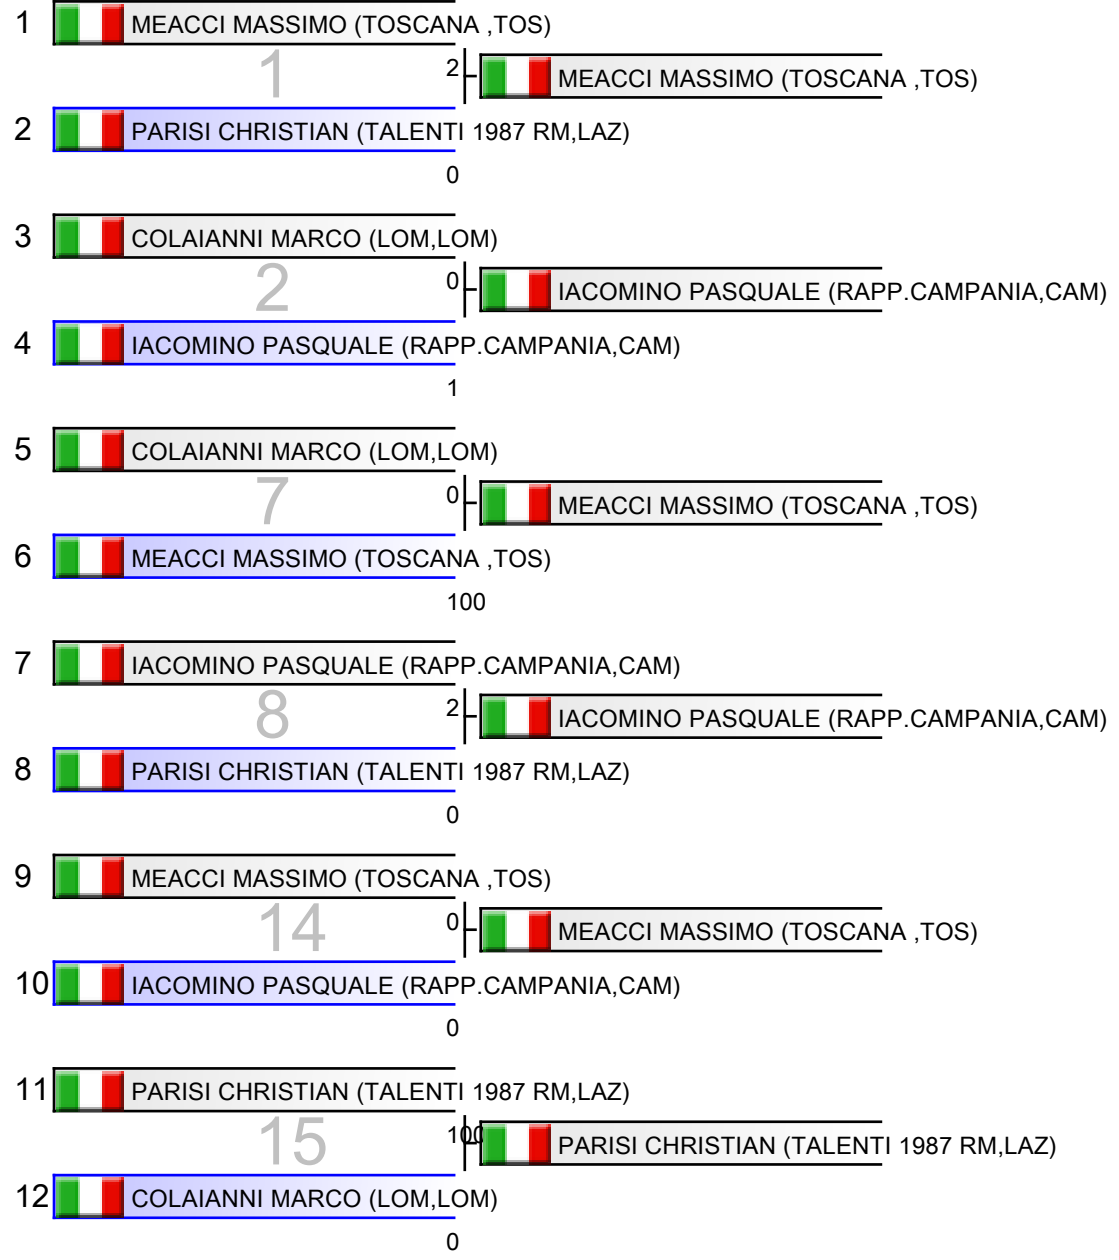 1 MEACCI MASSIMO (TOSCANA ,TOS)
1 2 MEACCI MASSIMO (TOSCANA ,TOS)
2 PARISI CHRISTIAN (TALENTI 1987 RM,LAZ)
0
3 COLAIANNI MARCO (LOM,LOM)
2 0 IACOMINO PASQUALE (RAPP.CAMPANIA,CAM)
4 IACOMINO PASQUALE (RAPP.CAMPANIA,CAM)
1
5 COLAIANNI MARCO (LOM,LOM)
7 0 MEACCI MASSIMO (TOSCANA ,TOS)
6 MEACCI MASSIMO (TOSCANA ,TOS)
100
7 IACOMINO PASQUALE (RAPP.CAMPANIA,CAM)
8 2 IACOMINO PASQUALE (RAPP.CAMPANIA,CAM)
8 PARISI CHRISTIAN (TALENTI 1987 RM,LAZ)
0
9 MEACCI MASSIMO (TOSCANA ,TOS)
14 0 MEACCI MASSIMO (TOSCANA ,TOS)
10 IACOMINO PASQUALE (RAPP.CAMPANIA,CAM)
0
11 PARISI CHRISTIAN (TALENTI 1987 RM,LAZ)
15 100 PARISI CHRISTIAN (TALENTI 1987 RM,LAZ)
12 COLAIANNI MARCO (LOM,LOM)
0